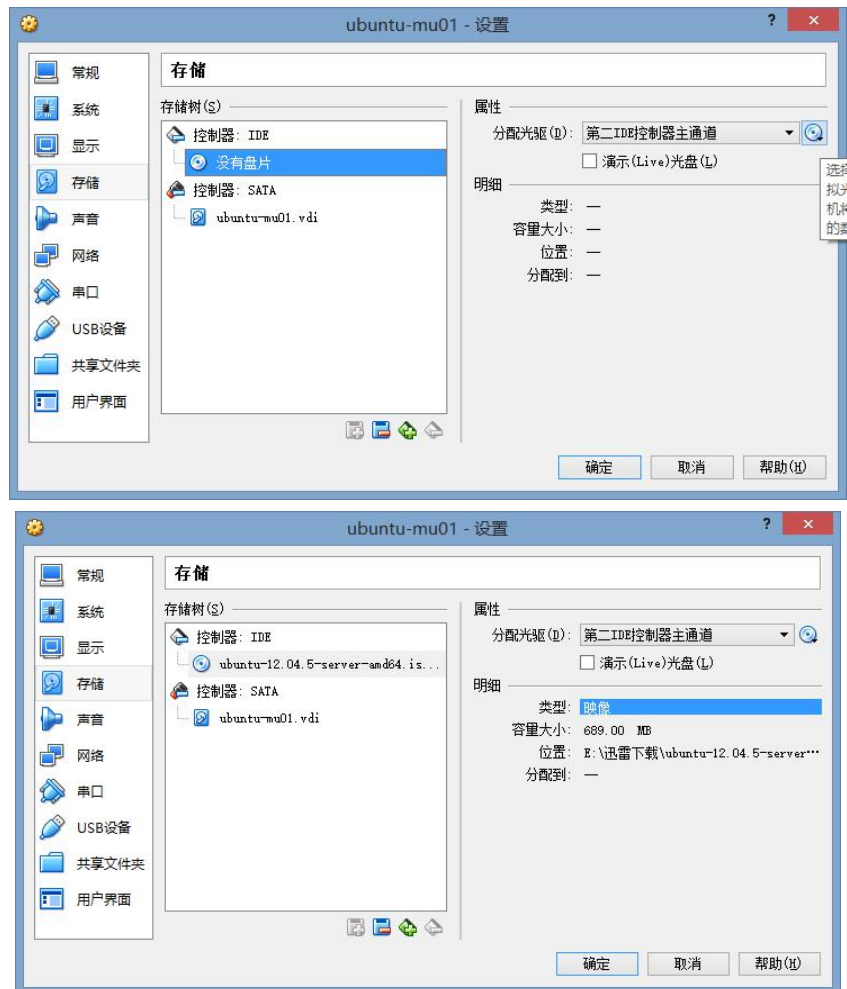 ubuntu-mu01 - 设置
?
×
常规
系统
显示
存储
声音
网络
串口
USB设备
共享文件夹
用户界面
存储
存储树(S)
控制器: IDE
没有盘片
控制器: SATA
ubuntu-mu01.vdi
属性
分配光驱(D): 第二IDE控制器主通道
演示(Live)光盘(L)
明细
类型: —
容量大小: —
位置: —
分配到: —
选择
拟光
机构
的数
确定 取消 帮助(H)
ubuntu-mu01 - 设置
?
×
常规
系统
显示
存储
声音
网络
串口
USB设备
共享文件夹
用户界面
存储
存储树(S)
控制器: IDE
ubuntu-12.04.5-server-amd64.is...
控制器: SATA
ubuntu-mu01.vdi
属性
分配光驱(D): 第二IDE控制器主通道
演示(Live)光盘(L)
明细
类型: 映像
容量大小: 689.00 MB
位置: E:\迅雷下载\ubuntu-12.04.5-server…
分配到: —
确定 取消 帮助(H)